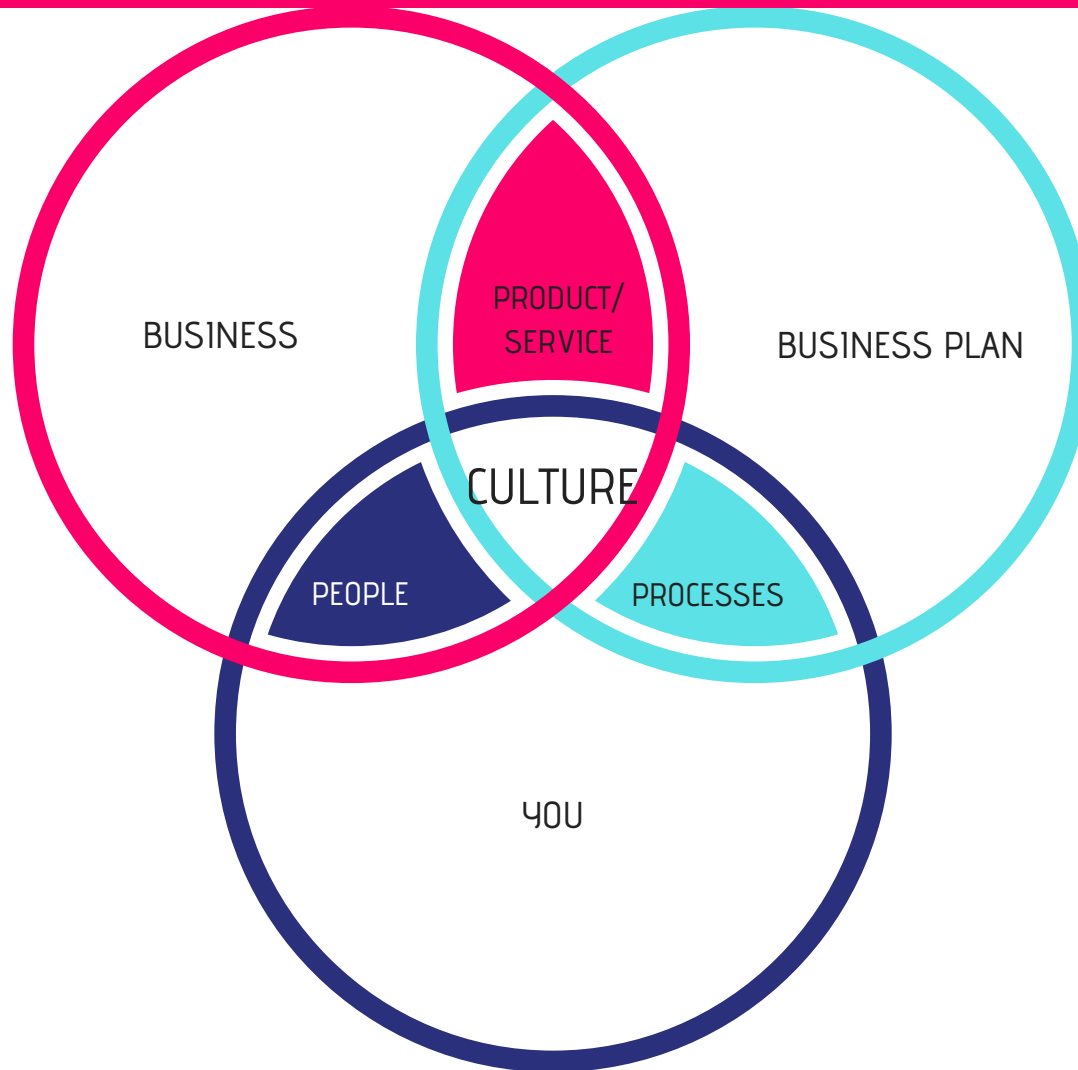 BUSINESS
PRODUCT/
SERVICE
BUSINESS PLAN
CULTURE
PEOPLE
PROCESSES
YOU